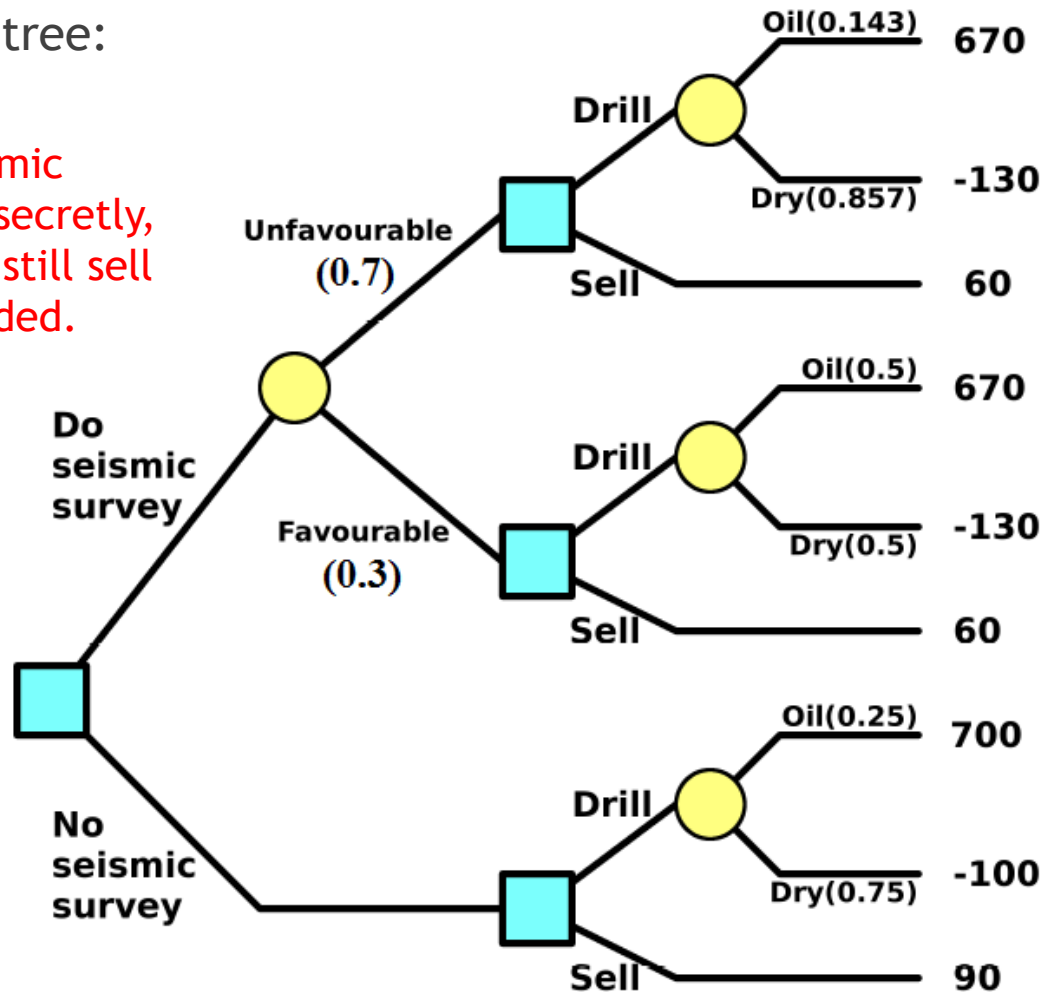 tree:
mic
secretly,
still sell
ded.
Oil(0.143)
670
Drill
Dry(0.857)
-130
Unfavourable
(0.7)
Sell
60
Do
seismic
survey
Oil(0.5)
670
Drill
Favourable
(0.3)
Dry(0.5)
-130
Sell
60
No
seismic
survey
Oil(0.25)
700
Drill
Dry(0.75)
-100
Sell
90